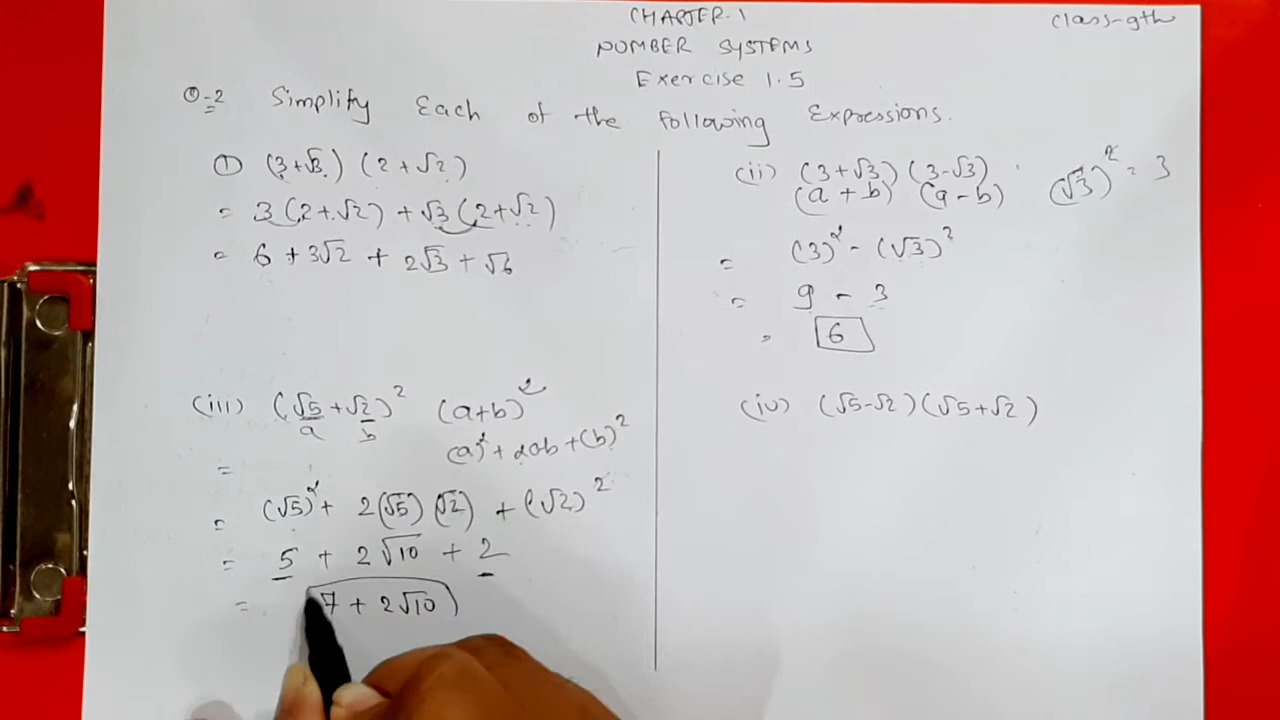 CHAPTER-1
Class-9th
NUMBER SYSTEMS
Exercise 1.5
Q-2 Simplify Each of the following Expressions.
① (3+√3) (2+√2)
= 3(2+√2) + √3(2+√2)
= 6 + 3√2 + 2√3 + √6
(ii) (3+√3)(3-√3)
(a+b) (a-b)
(√3)² = 3
= (3)² - (√3)²
= 9 - 3
= 6
(iii) (√5+√2)² (a+b)²
a b
(a)² + 2ab + (b)²
=
= (√5)² + 2(√5)(√2) + (√2)²
= 5 + 2√10 + 2
= 7 + 2√10
(iv) (√5-√2)(√5+√2)